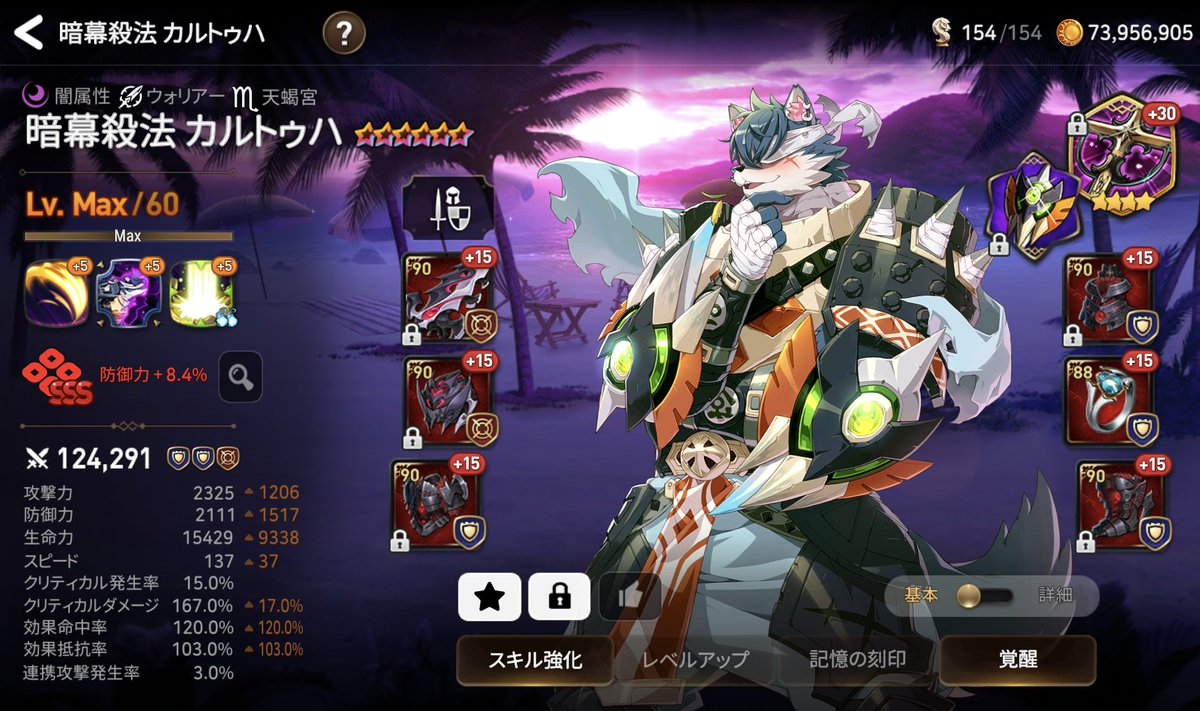 暗幕殺法 カルトゥハ ? 154/154 73,956,905
闇属性 ウォリアー 天蝎宮
暗幕殺法 カルトゥハ
+30
Lv. Max/60
Max
+5 +5 +5
SSS 防御力 + 8.4%
124,291
攻撃力 2325 1206
防御力 2111 1517
生命力 15429 9338
スピード 137 37
クリティカル発生率 15.0%
クリティカルダメージ 167.0% 17.0%
効果命中率 120.0% 120.0%
効果抵抗率 103.0% 103.0%
連携攻撃発生率 3.0%
90 +15
90 +15
90 +15
90 +15
88 +15
90 +15
基本 詳細
スキル強化 レベルアップ 記憶の刻印 覚醒